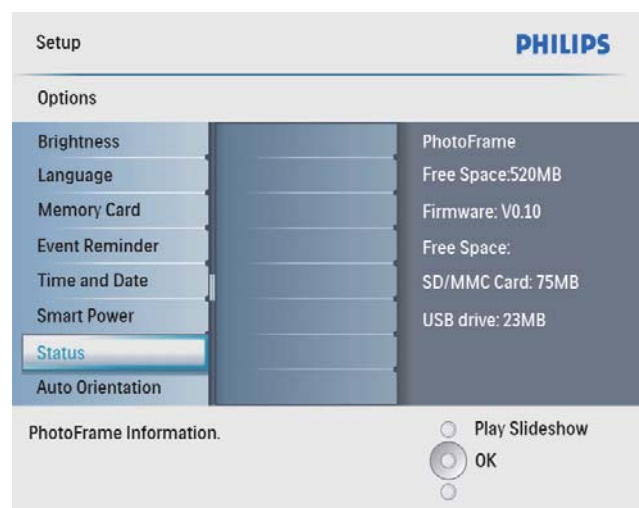 Setup
PHILIPS
Options
Brightness
Language
Memory Card
Event Reminder
Time and Date
Smart Power
Status
Auto Orientation
PhotoFrame
Free Space:520MB
Firmware: V0.10
Free Space:
SD/MMC Card: 75MB
USB drive: 23MB
PhotoFrame Information.
Play Slideshow
OK